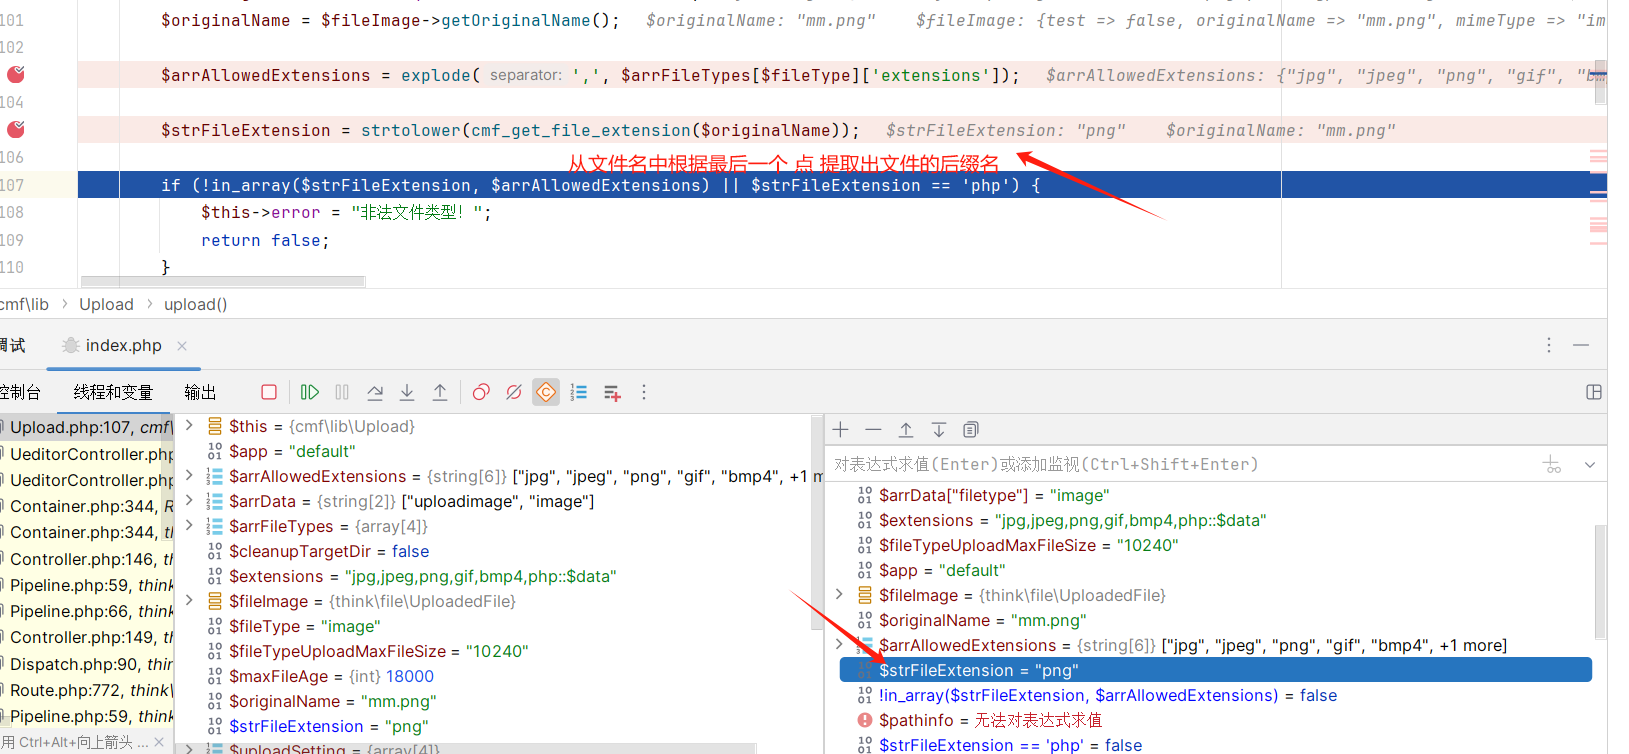 101 $originalName = $fileImage->getOriginalName(); $originalName: "mm.png" $fileImage: {test => false, originalName => "mm.png", mimeType => "im
102
$arrAllowedExtensions = explode( separator: ',', $arrFileTypes[$fileType]['extensions']); $arrAllowedExtensions: {"jpg", "jpeg", "png", "gif", "bm
104
$strFileExtension = strtolower(cmf_get_file_extension($originalName)); $strFileExtension: "png" $originalName: "mm.png"
106
从文件名中根据最后一个 点 提取出文件的后缀名
107 if (!in_array($strFileExtension, $arrAllowedExtensions) || $strFileExtension == 'php') {
108 $this->error = "非法文件类型！";
109 return false;
110 }
cmf\lib > Upload > upload()
调试 index.php ×
控制台 线程和变量 输出
Upload.php:107, cmf\
UeditorController.php
UeditorController.php
Container.php:344, R
Container.php:344, th
Controller.php:146, th
Pipeline.php:59, think
Pipeline.php:66, think
Controller.php:149, th
Dispatch.php:90, thin
Route.php:772, think\
Pipeline.php:59, think
用 Ctrl+Alt+向上箭头 ... ×
$this = {cmf\lib\Upload}
$app = "default"
$arrAllowedExtensions = {string[6]} ["jpg", "jpeg", "png", "gif", "bmp4", +1 m
$arrData = {string[2]} ["uploadimage", "image"]
$arrFileTypes = {array[4]}
$cleanupTargetDir = false
$extensions = "jpg,jpeg,png,gif,bmp4,php::$data"
$fileImage = {think\file\UploadedFile}
$fileType = "image"
$fileTypeUploadMaxFileSize = "10240"
$maxFileAge = {int} 18000
$originalName = "mm.png"
$strFileExtension = "png"
$uploadSetting = {array[4]}
对表达式求值(Enter)或添加监视(Ctrl+Shift+Enter)
$arrData["filetype"] = "image"
$extensions = "jpg,jpeg,png,gif,bmp4,php::$data"
$fileTypeUploadMaxFileSize = "10240"
$app = "default"
$fileImage = {think\file\UploadedFile}
$originalName = "mm.png"
$arrAllowedExtensions = {string[6]} ["jpg", "jpeg", "png", "gif", "bmp4", +1 more]
$strFileExtension = "png"
!in_array($strFileExtension, $arrAllowedExtensions) = false
$pathinfo = 无法对表达式求值
$strFileExtension == 'php' = false